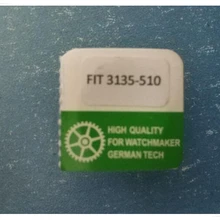 FIT 3135-510
HIGH QUALITY
FOR WATCHMAKER
GERMAN TECH